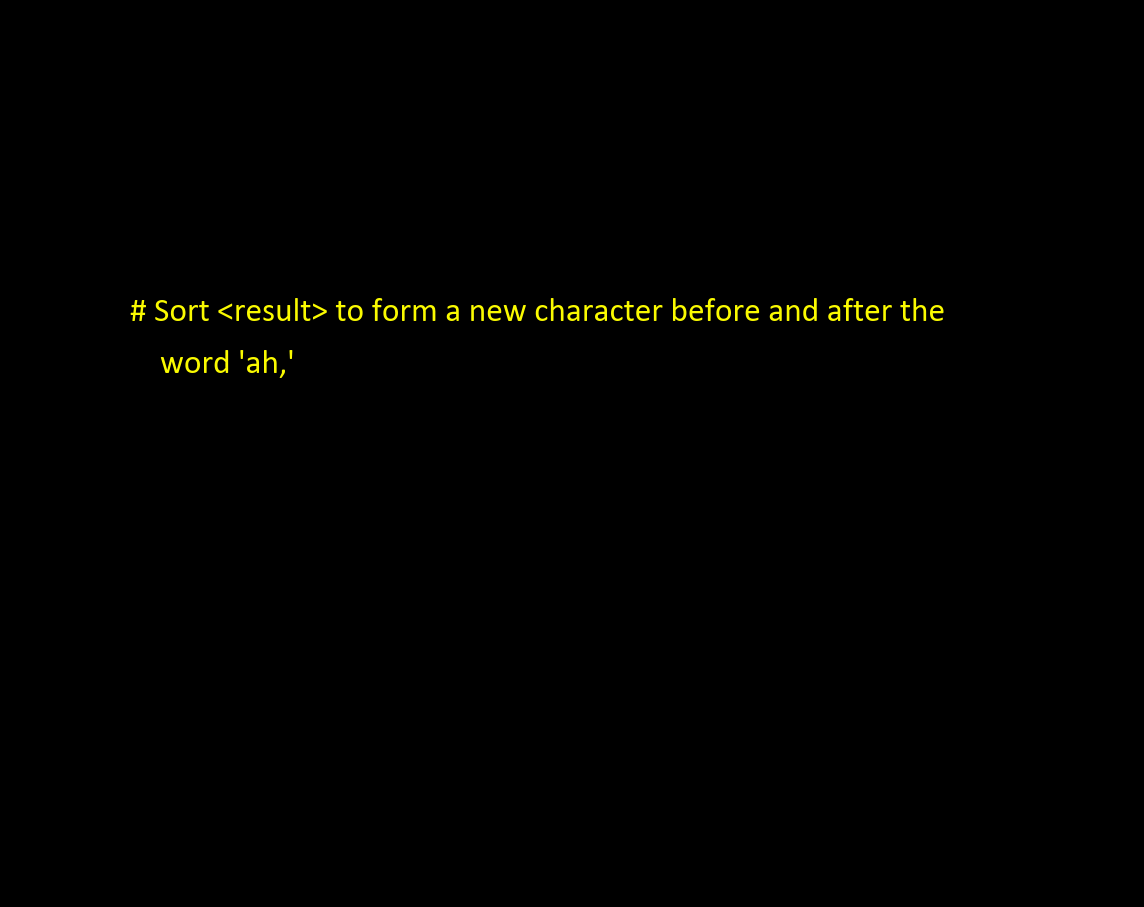 # Sort <result> to form a new character before and after the
word 'ah,'